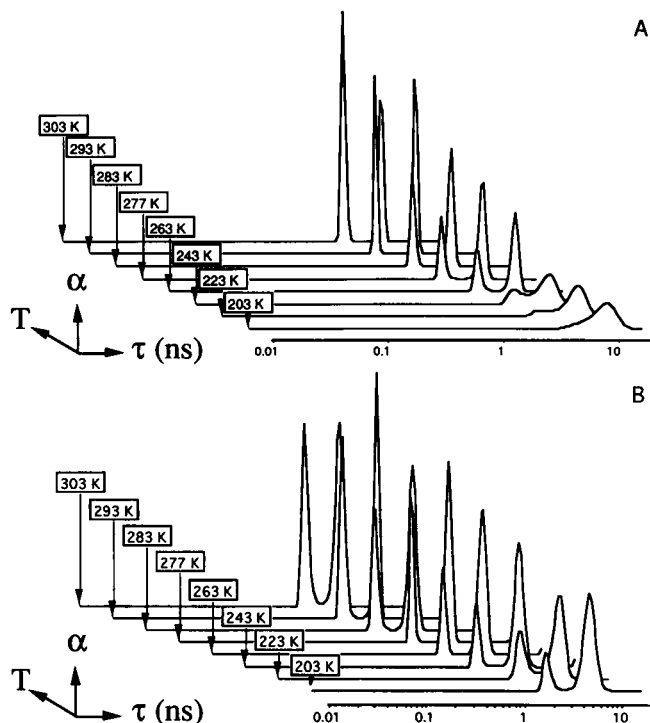 A
303 K
293 K
283 K
277 K
263 K
243 K
223 K
203 K
α
T
τ (ns)
0.01 0.1 1 10
B
303 K
293 K
283 K
277 K
263 K
243 K
223 K
203 K
α
T
τ (ns)
0.01 0.1 1 10